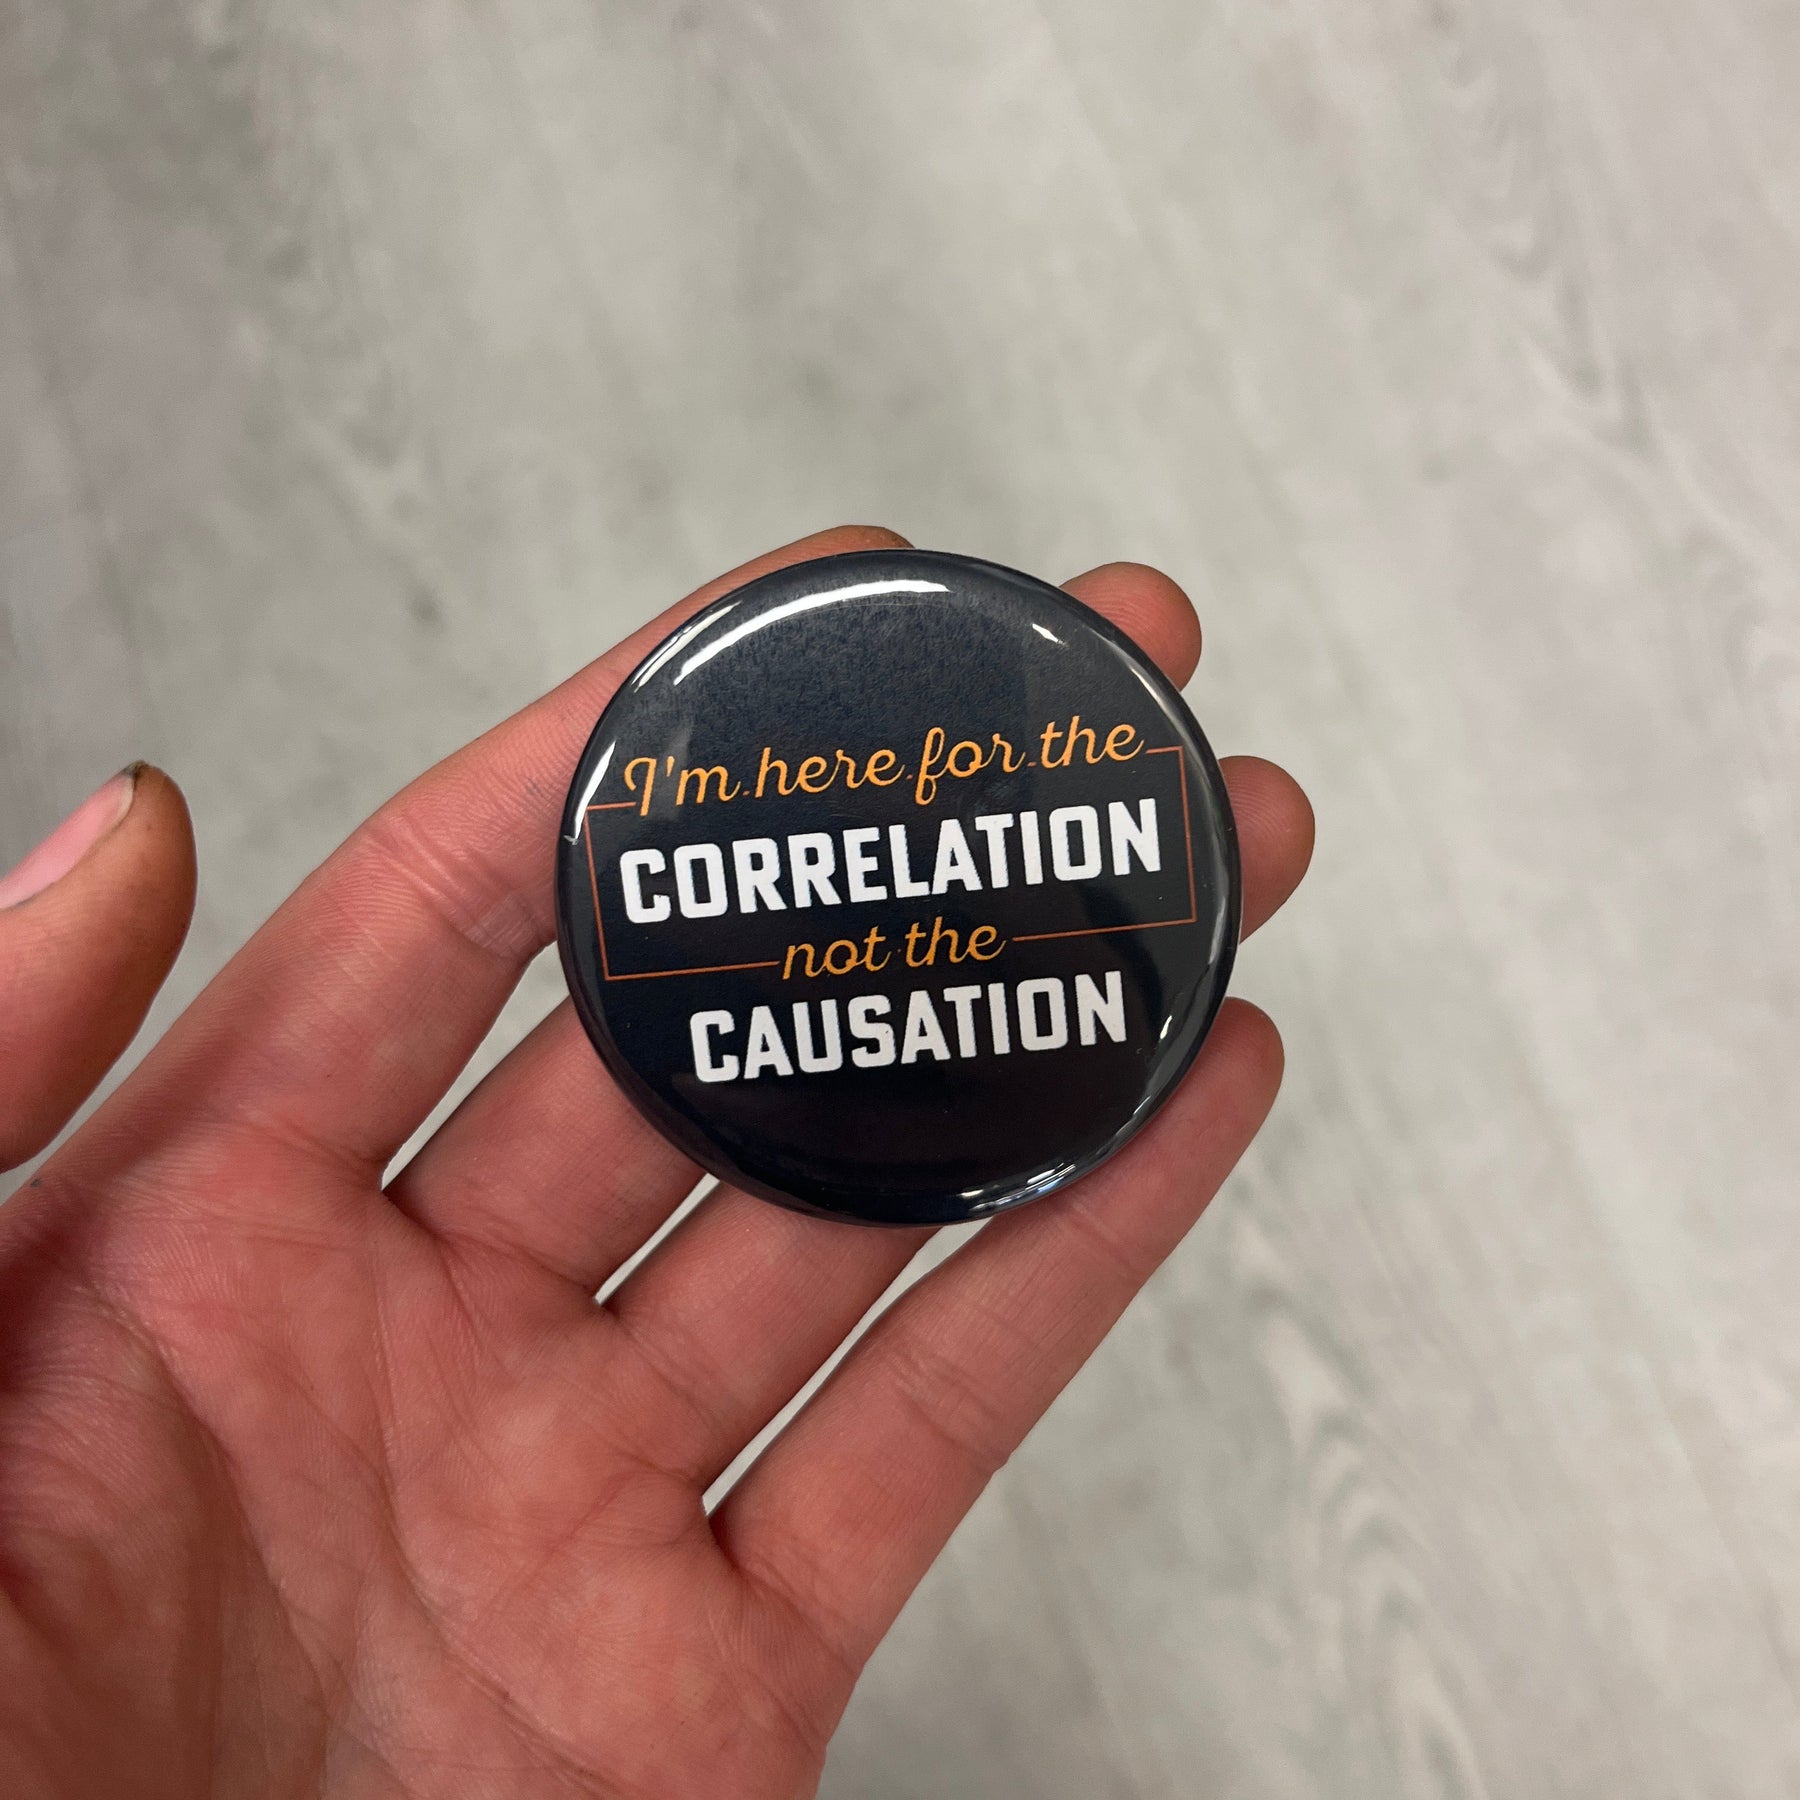 I'm here for the
CORRELATION
not the
CAUSATION